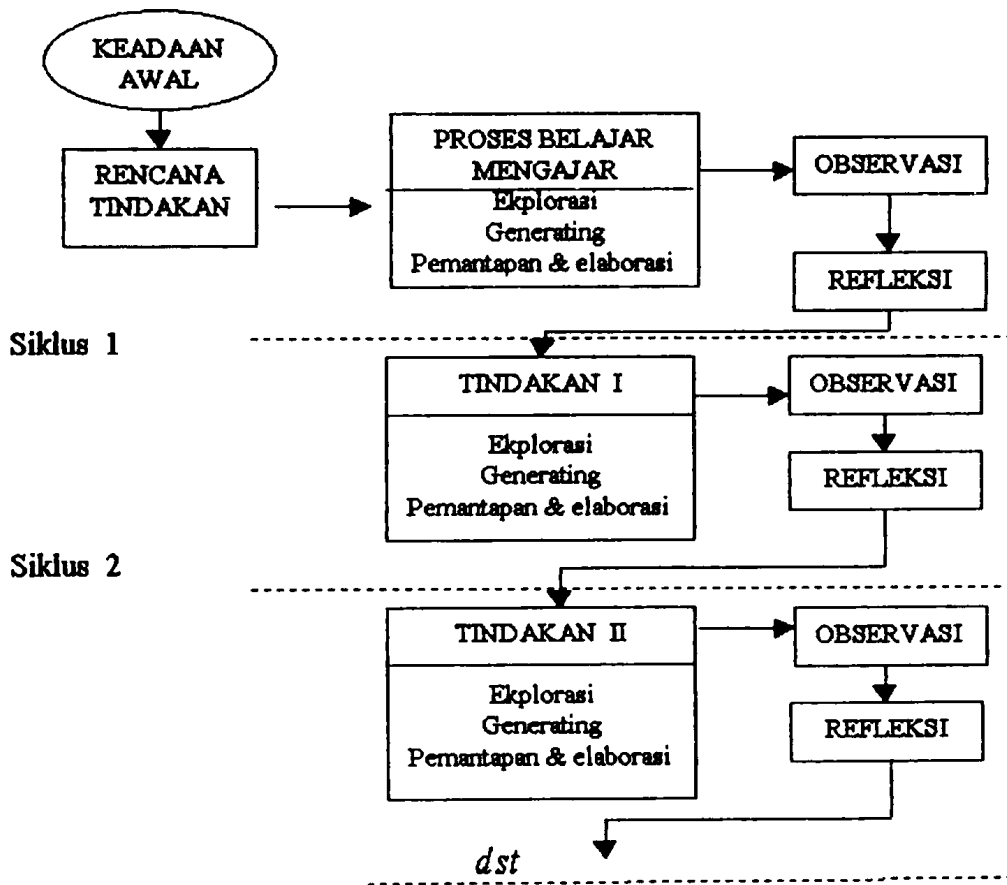 KEADAAN
AWAL
RENCANA
TINDAKAN
PROSES BELAJAR
MENGAJAR
Ekplorasi
Generating
Pemantapan & elaborasi
OBSERVASI
REFLEKSI
Siklus 1
TINDAKAN I
Ekplorasi
Generating
Pemantapan & elaborasi
OBSERVASI
REFLEKSI
Siklus 2
TINDAKAN II
Ekplorasi
Generating
Pemantapan & elaborasi
OBSERVASI
REFLEKSI
dst